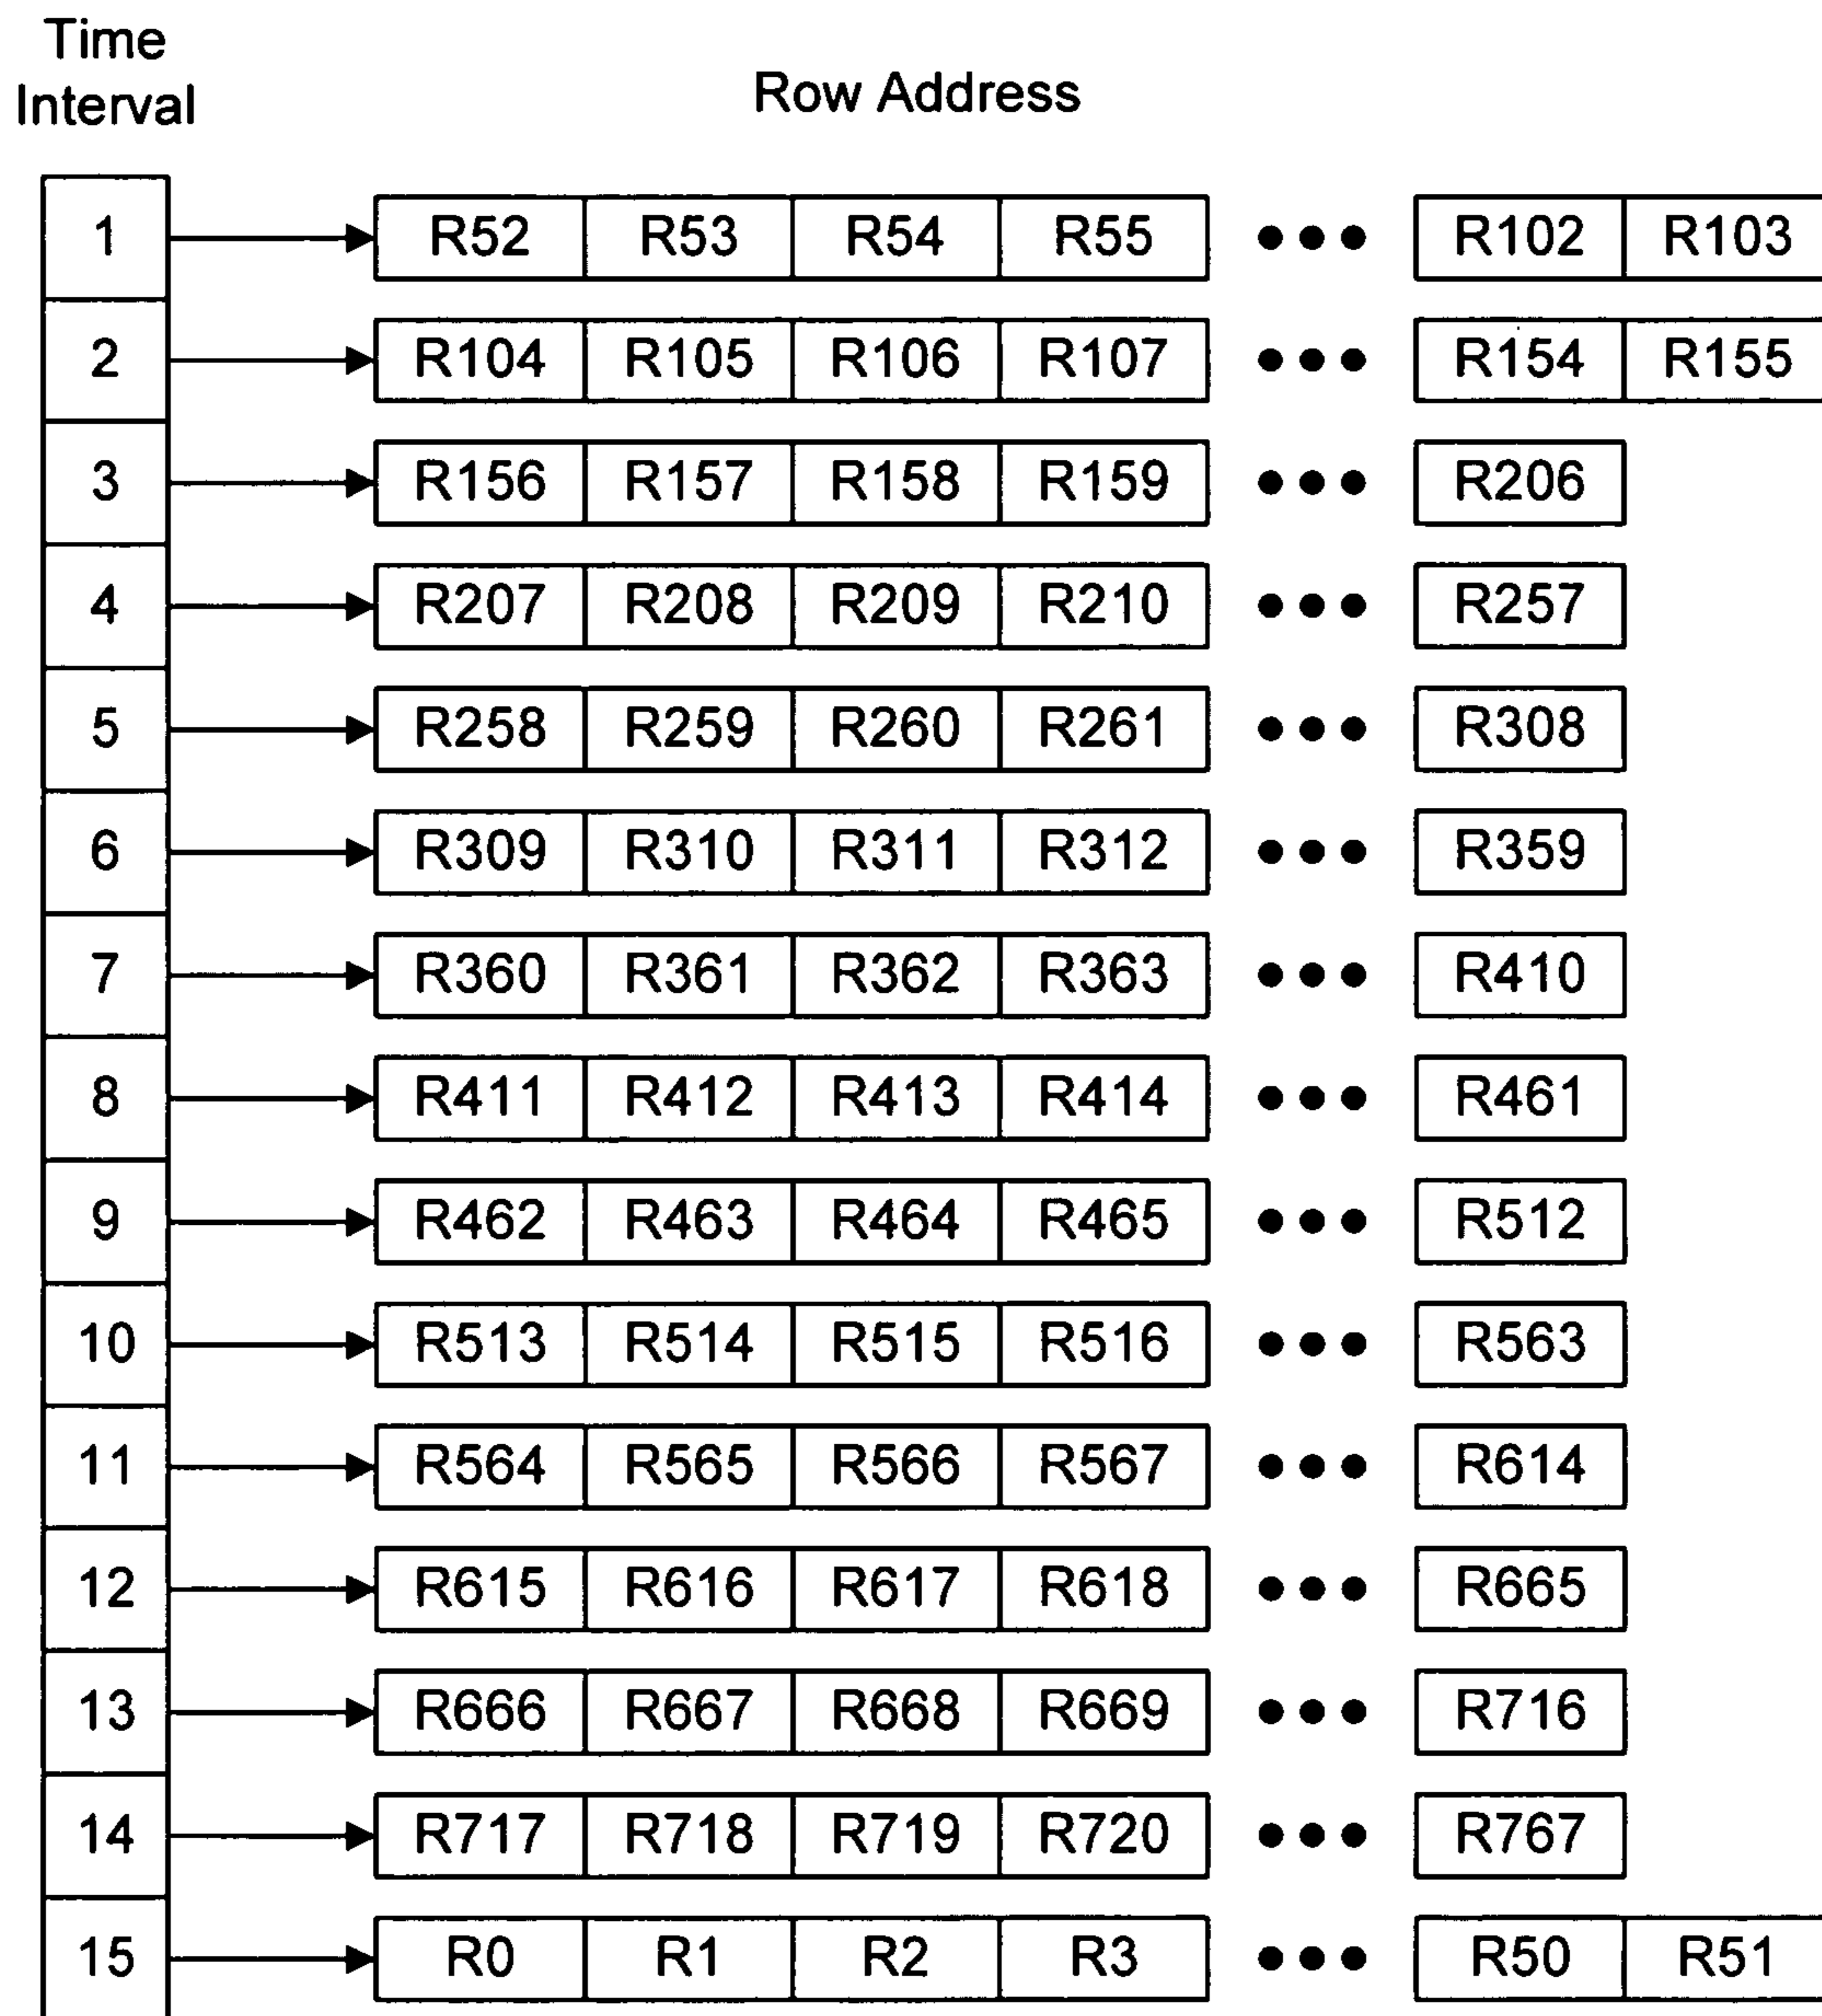 Time
Interval
Row Address
1 R52 R53 R54 R55 ●●● R102 R103
2 R104 R105 R106 R107 ●●● R154 R155
3 R156 R157 R158 R159 ●●● R206
4 R207 R208 R209 R210 ●●● R257
5 R258 R259 R260 R261 ●●● R308
6 R309 R310 R311 R312 ●●● R359
7 R360 R361 R362 R363 ●●● R410
8 R411 R412 R413 R414 ●●● R461
9 R462 R463 R464 R465 ●●● R512
10 R513 R514 R515 R516 ●●● R563
11 R564 R565 R566 R567 ●●● R614
12 R615 R616 R617 R618 ●●● R665
13 R666 R667 R668 R669 ●●● R716
14 R717 R718 R719 R720 ●●● R767
15 R0 R1 R2 R3 ●●● R50 R51